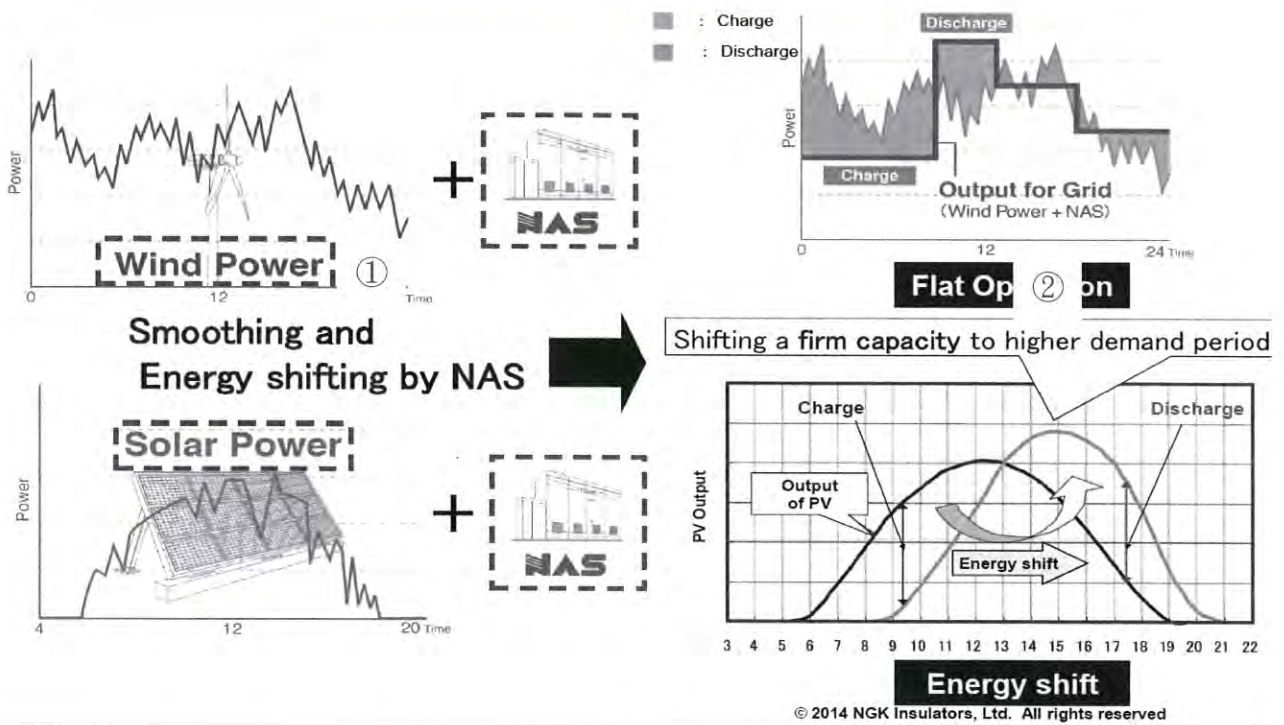 Power
Wind Power
①
0
12
Time
+
NAS
: Charge
: Discharge
Power
Discharge
Charge
Output for Grid
(Wind Power + NAS)
0
12
24 Time
Flat Op
②
on
Smoothing and
Energy shifting by NAS
Shifting a firm capacity to higher demand period
Power
Solar Power
4
12
20 Time
+
NAS
PV Output
Charge
Discharge
Output
of PV
Energy shift
3 4 5 6 7 8 9 10 11 12 13 14 15 16 17 18 19 20 21 22
Energy shift
© 2014 NGK Insulators, Ltd. All rights reserved